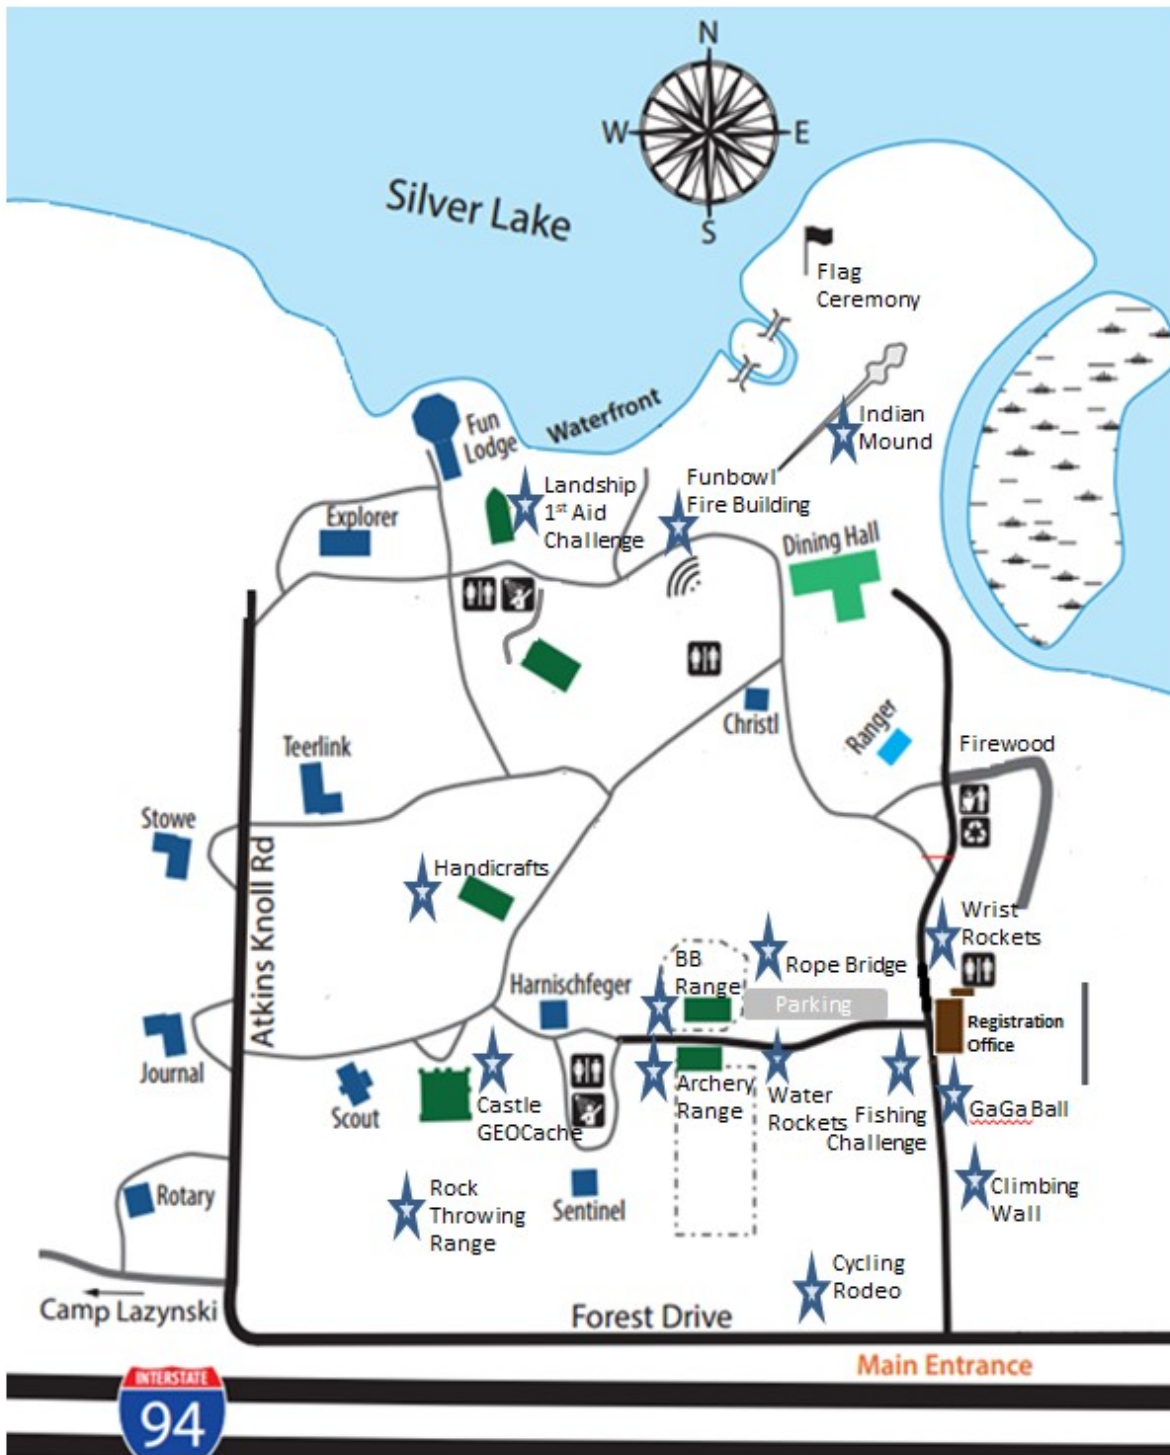 N
W
E
S
Silver Lake
Flag
Ceremony
Waterfront
Fun
Lodge
Indian
Mound
Landship
1st Aid
Challenge
Funbowl
Fire Building
Explorer
Dining Hall
Christl
Ranger
Firewood
Teerlink
Stowe
Atkins Knoll Rd
Handicrafts
Wrist
Rockets
BB
Range
Rope Bridge
Harnischfeger
Parking
Registration
Office
Journal
Scout
Castle
GEOCache
Archery
Range
Water
Rockets
Fishing
Challenge
GaGa Ball
Rotary
Rock
Throwing
Range
Sentinel
Climbing
Wall
Cycling
Rodeo
Camp Lazynski
Forest Drive
Main Entrance
INTERSTATE
94